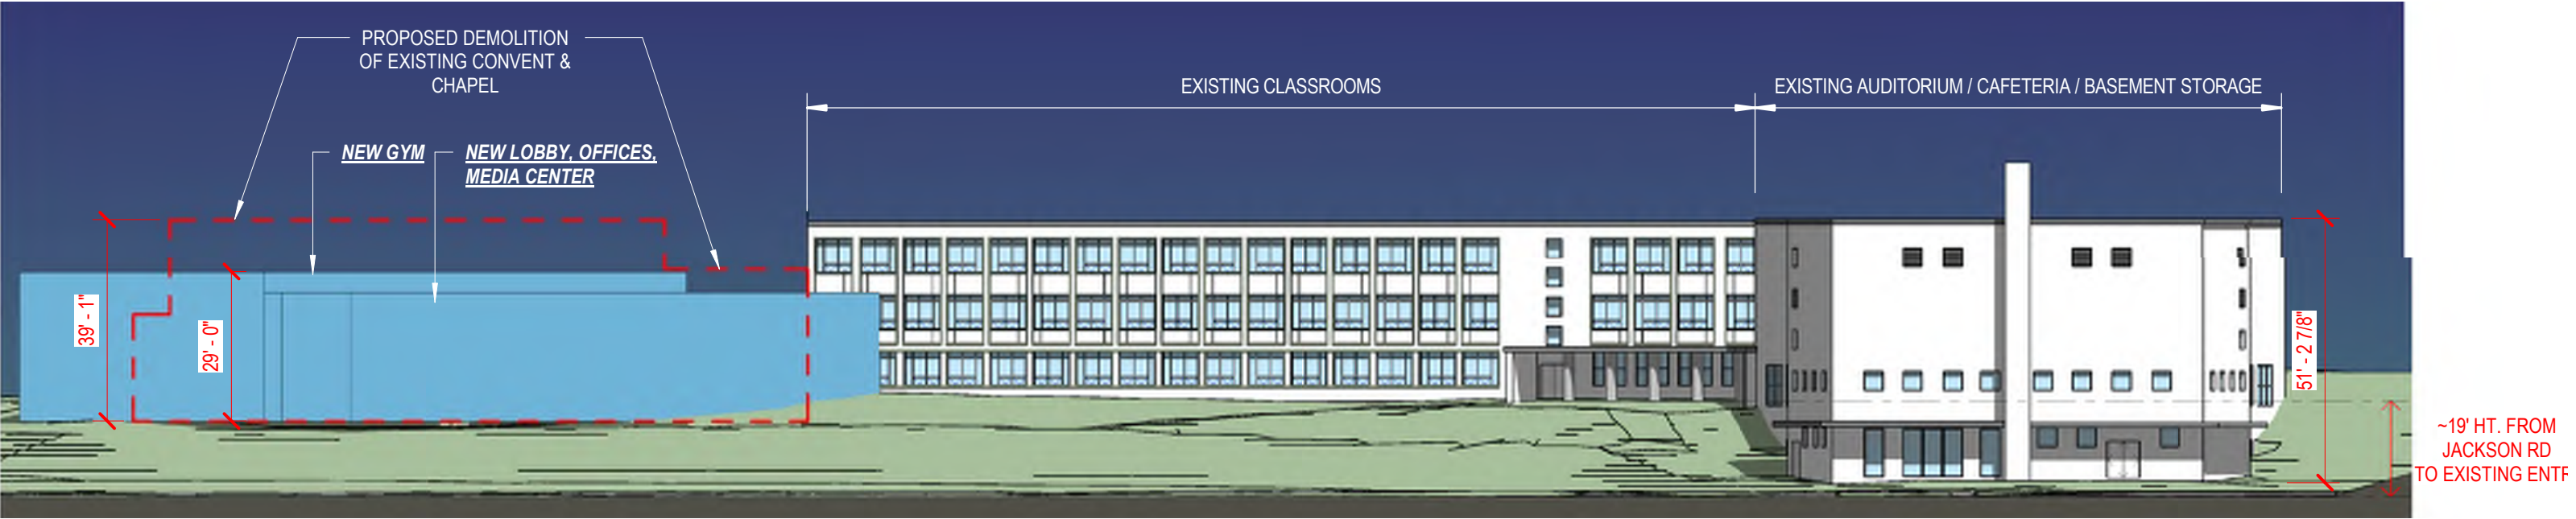 PROPOSED DEMOLITION
OF EXISTING CONVENT &
CHAPEL
EXISTING CLASSROOMS
EXISTING AUDITORIUM / CAFETERIA / BASEMENT STORAGE
NEW GYM
NEW LOBBY, OFFICES,
MEDIA CENTER
39' - 1"
29' - 0"
51' - 2 7/8"
~19' HT. FROM
JACKSON RD
TO EXISTING ENTR